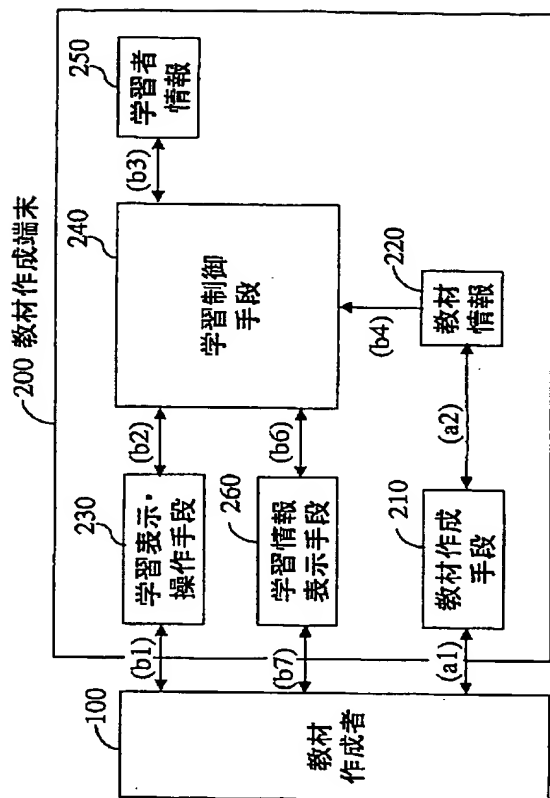 200 教材作成端末
100
教材
作成者
(b1)
(b7)
(a1)
230
学習表示・
操作手段
260
学習情報
表示手段
210
教材作成
手段
(b2)
(b6)
(a2)
240
学習制御
手段
(b3)
250
学習者
情報
(b4)
220
教材
情報